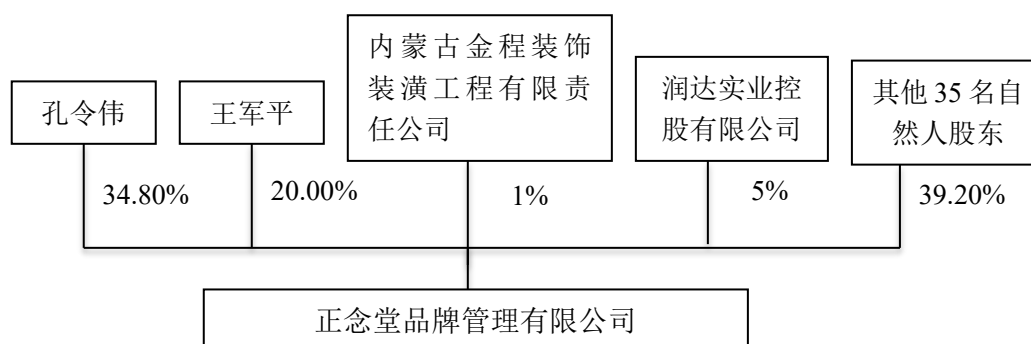 孔令伟
王军平
内蒙古金程装饰
装潢工程有限责
任公司
润达实业控
股有限公司
其他 35 名自
然人股东
34.80%
20.00%
1%
5%
39.20%
正念堂品牌管理有限公司